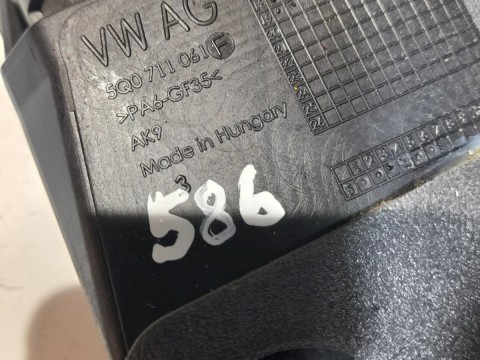 VW AG
5Q0 711 061 F
>PA6-GF35<
AK9
Made in Hungary
3
586